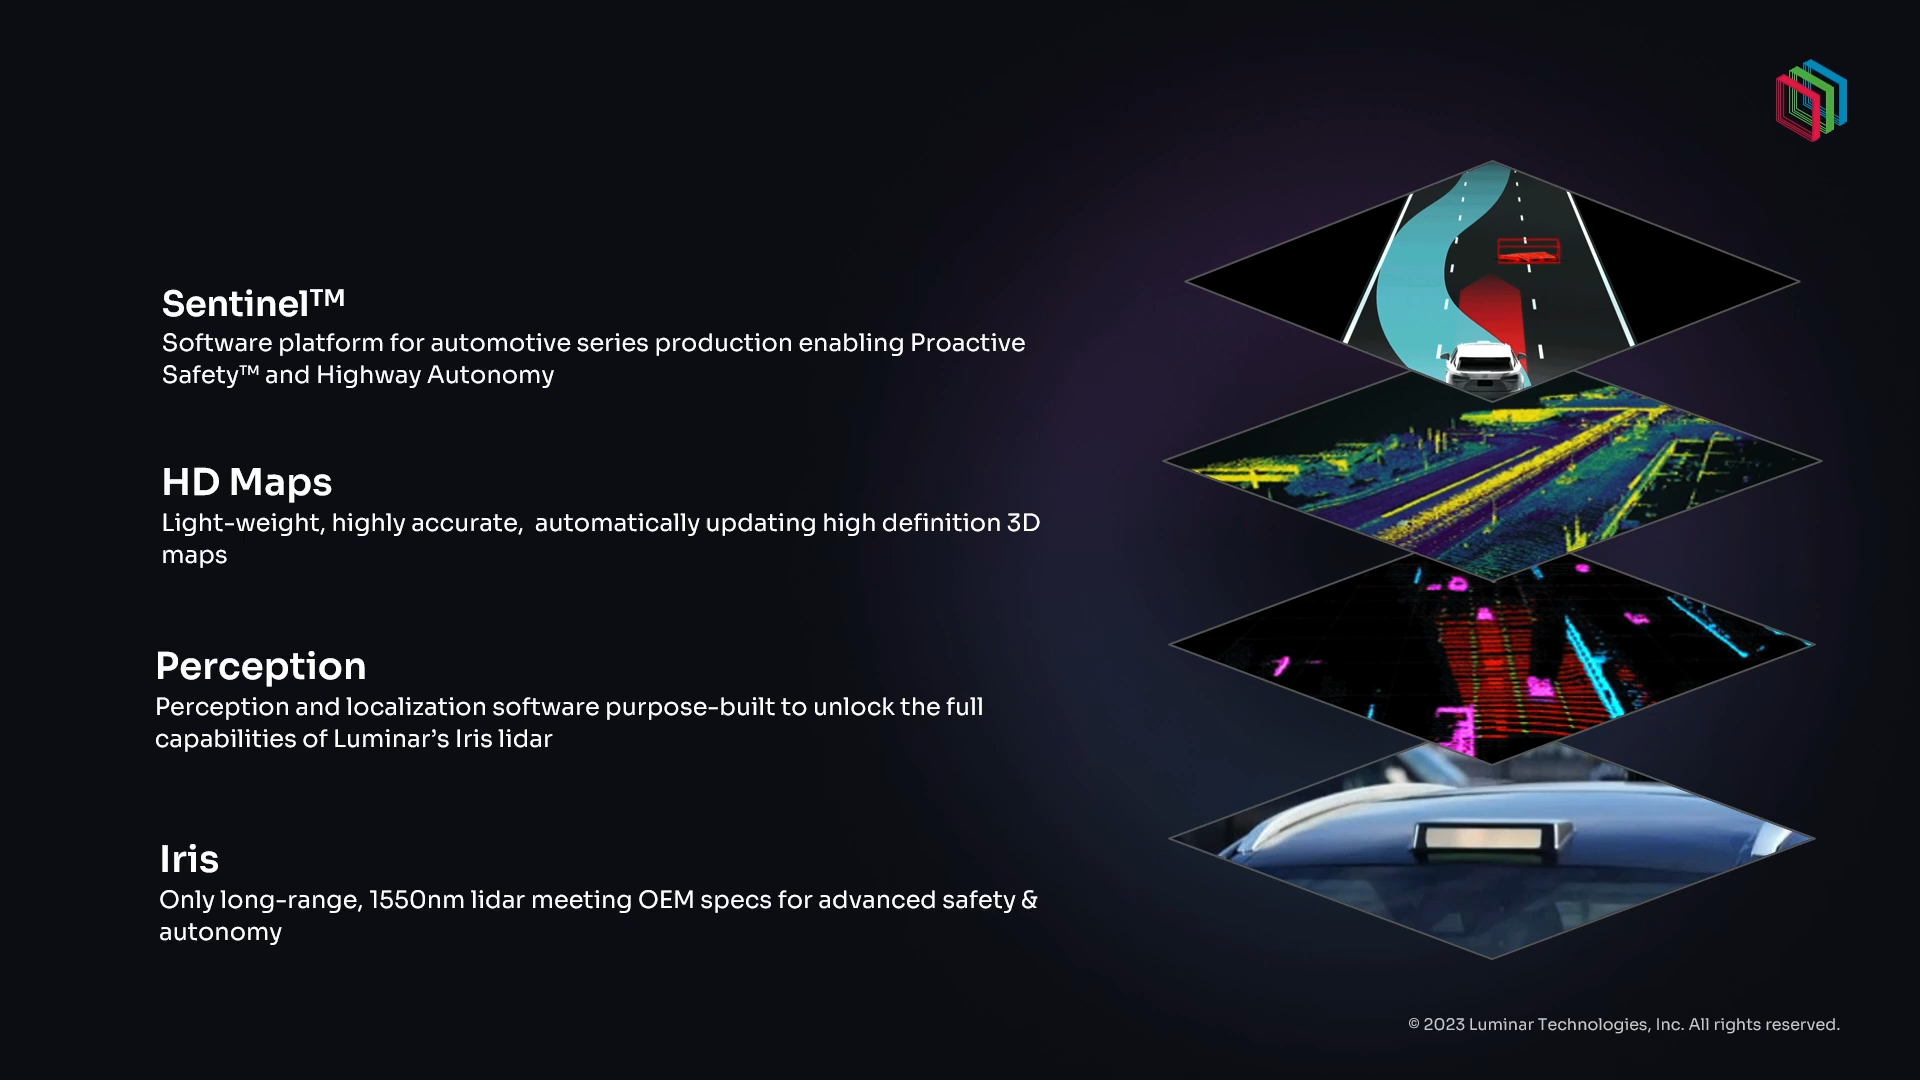 Sentinel™
Software platform for automotive series production enabling Proactive
Safety™ and Highway Autonomy
HD Maps
Light-weight, highly accurate,  automatically updating high definition 3D
maps
Perception
Perception and localization software purpose-built to unlock the full
capabilities of Luminar’s Iris lidar
Iris
Only long-range, 1550nm lidar meeting OEM specs for advanced safety &
autonomy
© 2023 Luminar Technologies, Inc. All rights reserved.